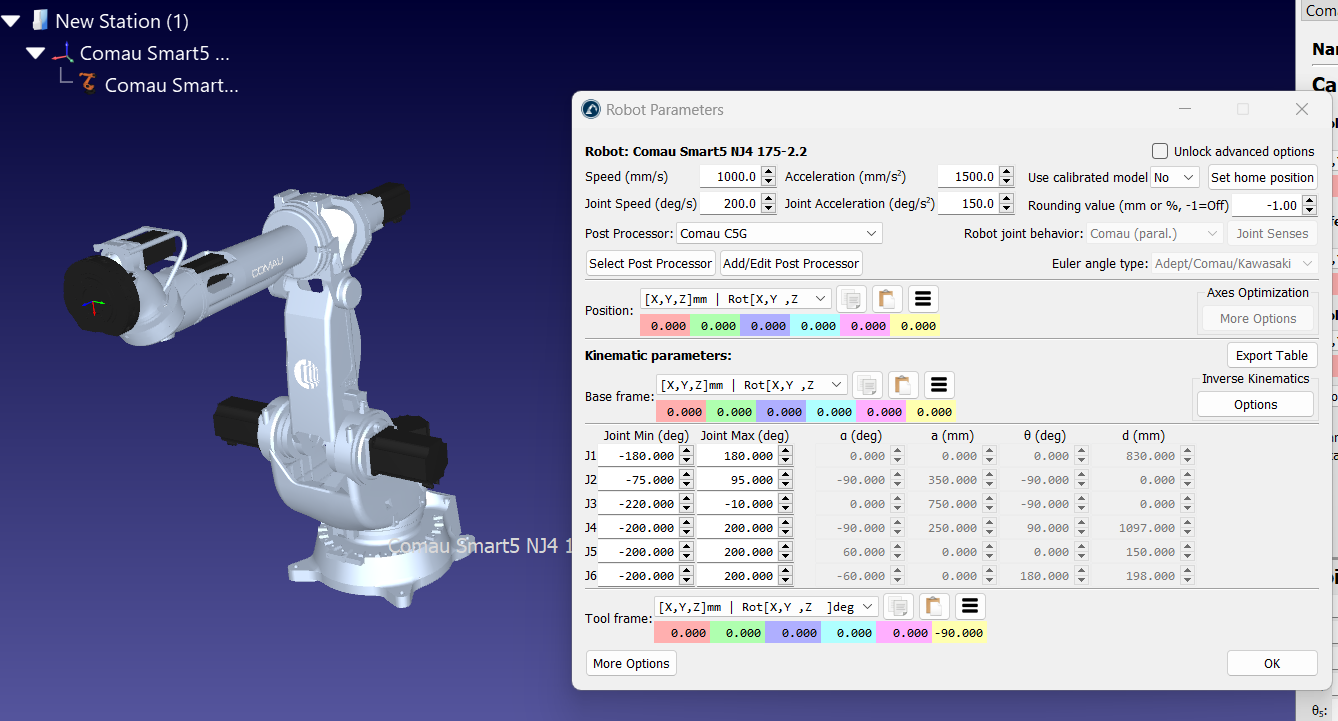 New Station (1)
Comau Smart5 ...
Comau Smart...
Com
Nar
Ca
COMAU
Comau Smart5 NJ4 1
Robot Parameters
Robot: Comau Smart5 NJ4 175-2.2
Unlock advanced options
Speed (mm/s) 1000.0 Acceleration (mm/s²) 1500.0 Use calibrated model No Set home position
Joint Speed (deg/s) 200.0 Joint Acceleration (deg/s²) 150.0 Rounding value (mm or %, -1=Off) -1.00
Post Processor: Comau C5G Robot joint behavior: Comau (paral.) Joint Senses
Select Post Processor Add/Edit Post Processor Euler angle type: Adept/Comau/Kawasaki
Position: [X,Y,Z]mm | Rot[X,Y ,Z
0.000 0.000 0.000 0.000 0.000 0.000
Axes Optimization
More Options
Kinematic parameters:
Export Table
Base frame: [X,Y,Z]mm | Rot[X,Y ,Z
0.000 0.000 0.000 0.000 0.000 0.000
Inverse Kinematics
Options
Joint Min (deg) Joint Max (deg) α (deg) a (mm) θ (deg) d (mm)
J1 -180.000 180.000 0.000 0.000 0.000 830.000
J2 -75.000 95.000 -90.000 350.000 -90.000 0.000
J3 -220.000 -10.000 0.000 750.000 -90.000 0.000
J4 -200.000 200.000 -90.000 250.000 90.000 1097.000
J5 -200.000 200.000 60.000 0.000 0.000 150.000
J6 -200.000 200.000 -60.000 0.000 180.000 198.000
Tool frame: [X,Y,Z]mm | Rot[X,Y ,Z ]deg
0.000 0.000 0.000 0.000 0.000 -90.000
More Options
OK
θ₅: